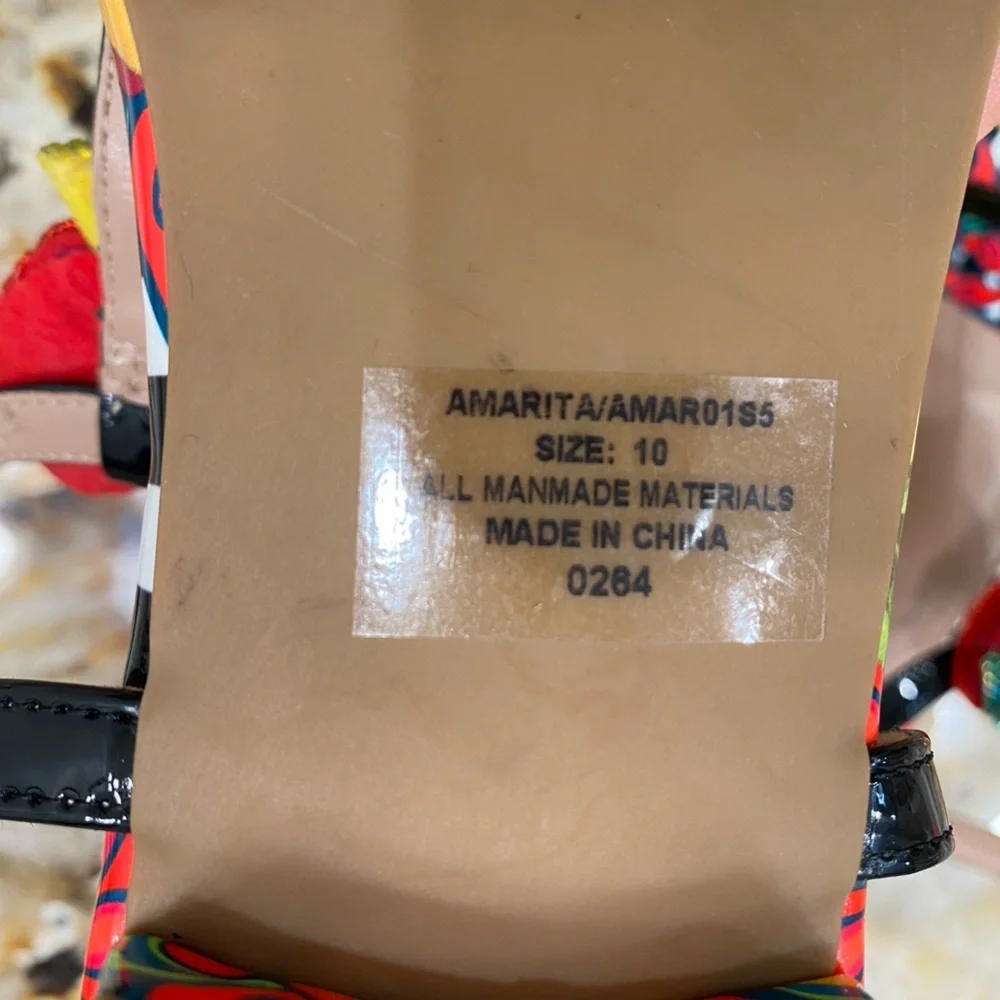 AMARITA/AMAR01S5
SIZE: 10
ALL MANMADE MATERIALS
MADE IN CHINA
0264